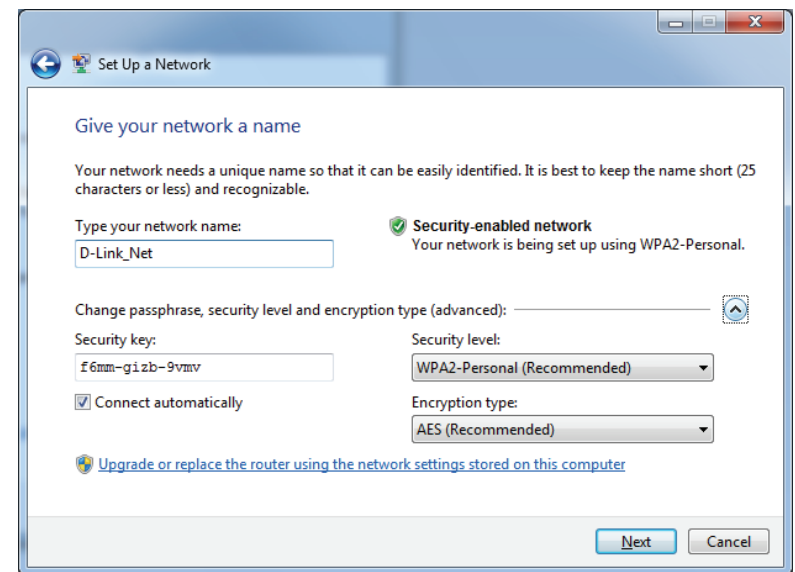 Set Up a Network
Give your network a name
Your network needs a unique name so that it can be easily identified. It is best to keep the name short (25
characters or less) and recognizable.
Type your network name:
D-Link_Net
Security-enabled network
Your network is being set up using WPA2-Personal.
Change passphrase, security level and encryption type (advanced):
Security key:
f6mm-gizb-9vmv
Security level:
WPA2-Personal (Recommended)
Connect automatically
Encryption type:
AES (Recommended)
Upgrade or replace the router using the network settings stored on this computer
Next
Cancel